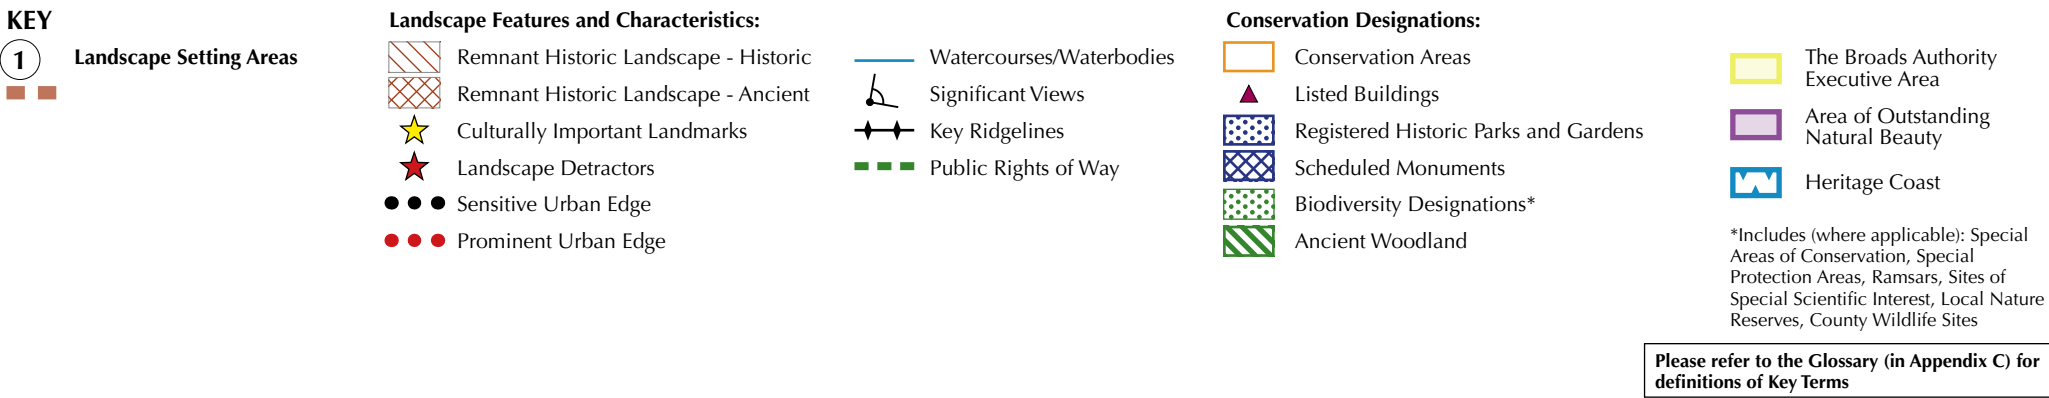 KEY
1
Landscape Setting Areas
Landscape Features and Characteristics:
Remnant Historic Landscape - Historic
Remnant Historic Landscape - Ancient
Culturally Important Landmarks
Landscape Detractors
Sensitive Urban Edge
Prominent Urban Edge
Watercourses/Waterbodies
Significant Views
Key Ridgelines
Public Rights of Way
Conservation Designations:
Conservation Areas
Listed Buildings
Registered Historic Parks and Gardens
Scheduled Monuments
Biodiversity Designations*
Ancient Woodland
The Broads Authority
Executive Area
Area of Outstanding
Natural Beauty
Heritage Coast
*Includes (where applicable): Special
Areas of Conservation, Special
Protection Areas, Ramsars, Sites of
Special Scientific Interest, Local Nature
Reserves, County Wildlife Sites
Please refer to the Glossary (in Appendix C) for
definitions of Key Terms